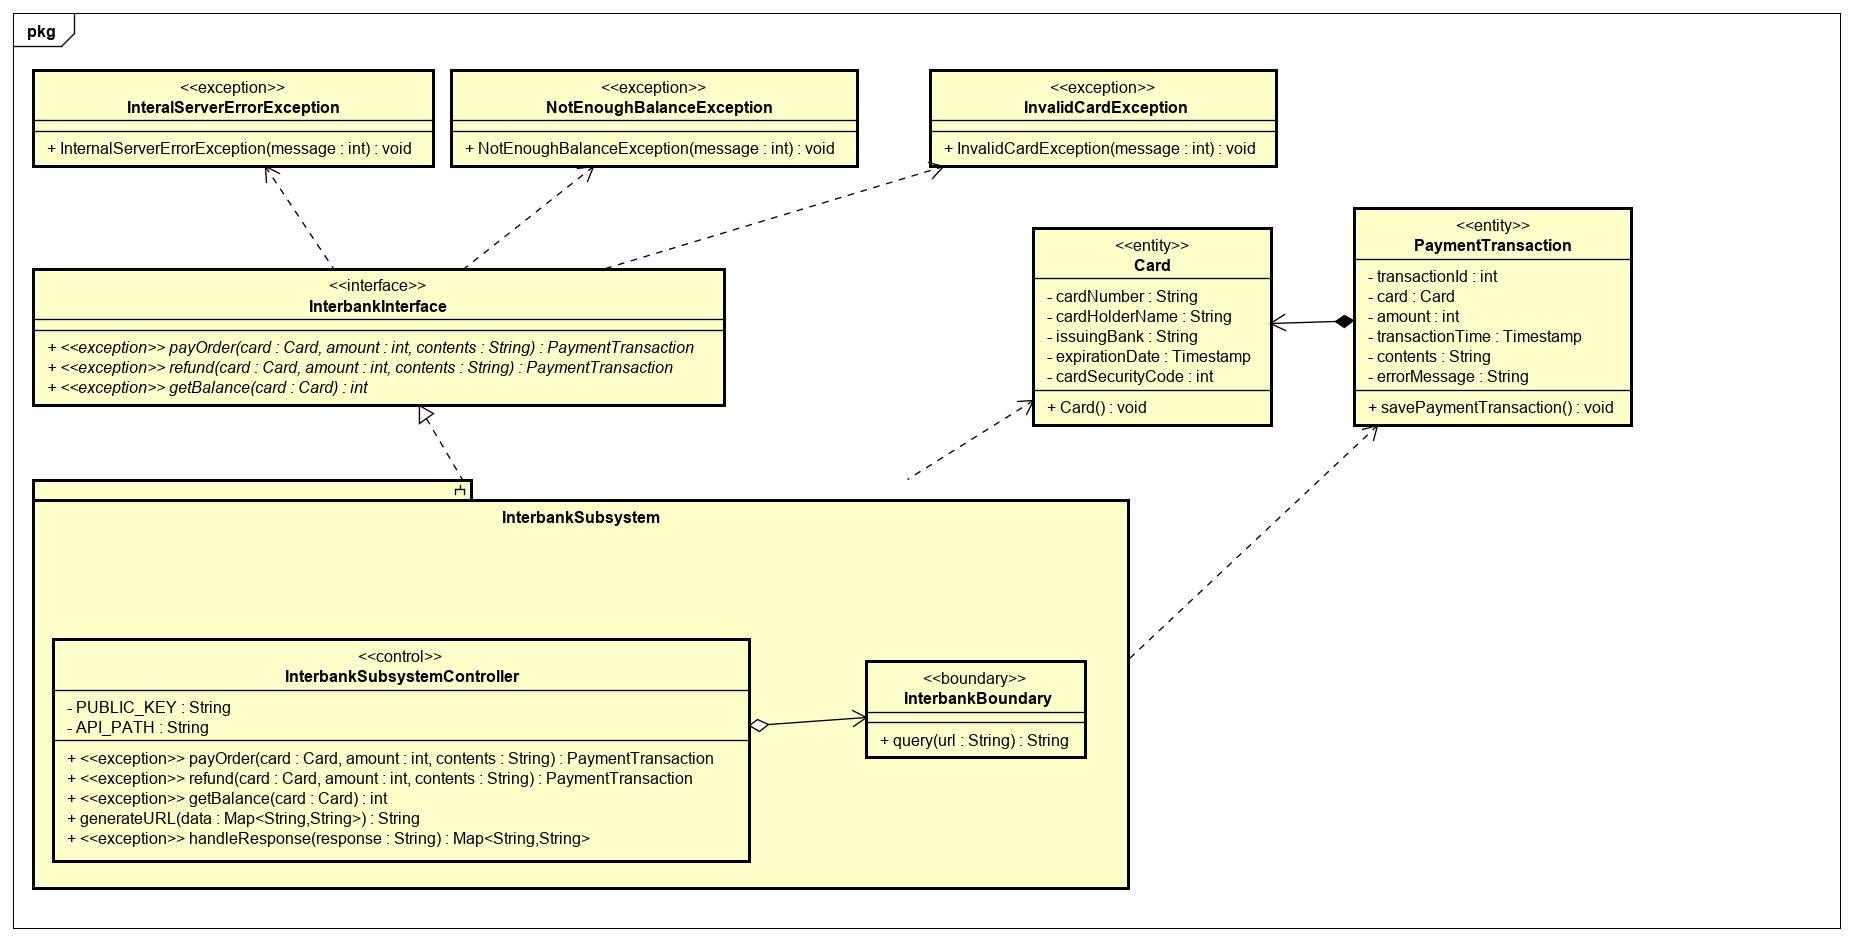 pkg
<<exception>>
InteralServerErrorException
+ InternalServerErrorException(message : int) : void
<<exception>>
NotEnoughBalanceException
+ NotEnoughBalanceException(message : int) : void
<<exception>>
InvalidCardException
+ InvalidCardException(message : int) : void
<<interface>>
InterbankInterface
+ <<exception>> payOrder(card : Card, amount : int, contents : String) : PaymentTransaction
+ <<exception>> refund(card : Card, amount : int, contents : String) : PaymentTransaction
+ <<exception>> getBalance(card : Card) : int
<<entity>>
Card
- cardNumber : String
- cardHolderName : String
- issuingBank : String
- expirationDate : Timestamp
- cardSecurityCode : int
+ Card() : void
<<entity>>
PaymentTransaction
- transactionId : int
- card : Card
- amount : int
- transactionTime : Timestamp
- contents : String
- errorMessage : String
+ savePaymentTransaction() : void
InterbankSubsystem
<<control>>
InterbankSubsystemController
- PUBLIC_KEY : String
- API_PATH : String
+ <<exception>> payOrder(card : Card, amount : int, contents : String) : PaymentTransaction
+ <<exception>> refund(card : Card, amount : int, contents : String) : PaymentTransaction
+ <<exception>> getBalance(card : Card) : int
+ generateURL(data : Map<String,String>) : String
+ <<exception>> handleResponse(response : String) : Map<String,String>
<<boundary>>
InterbankBoundary
+ query(url : String) : String